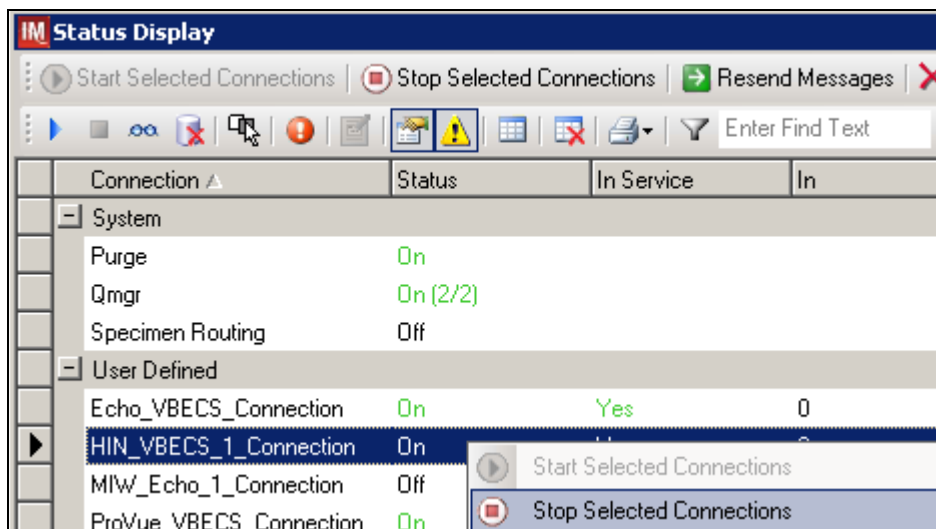 IM Status Display
Start Selected Connections Stop Selected Connections Resend Messages
Enter Find Text
Connection Status In Service In
System
Purge On
Qmgr On (2/2)
Specimen Routing Off
User Defined
Echo_VBECS_Connection On Yes 0
HIN_VBECS_1_Connection On
Start Selected Connections
MIW_Echo_1_Connection Off
Stop Selected Connections
ProVue_VBECS_Connection On